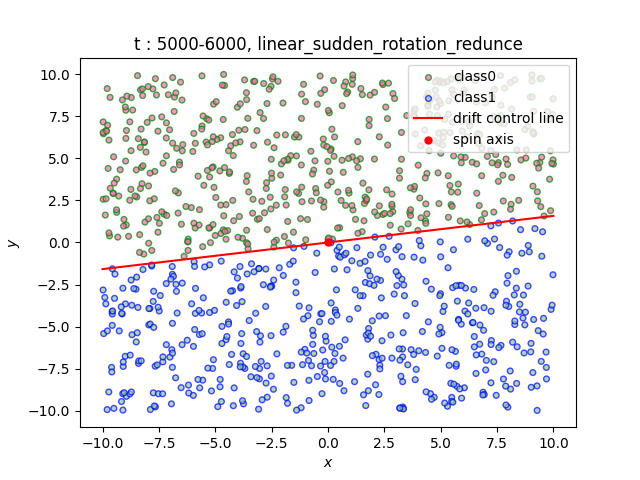 t : 5000-6000, linear_sudden_rotation_redunce
class0
class1
drift control line
spin axis
10.0
7.5
5.0
2.5
0.0
−2.5
−5.0
−7.5
−10.0
y
−10.0 −7.5 −5.0 −2.5 0.0 2.5 5.0 7.5 10.0
x